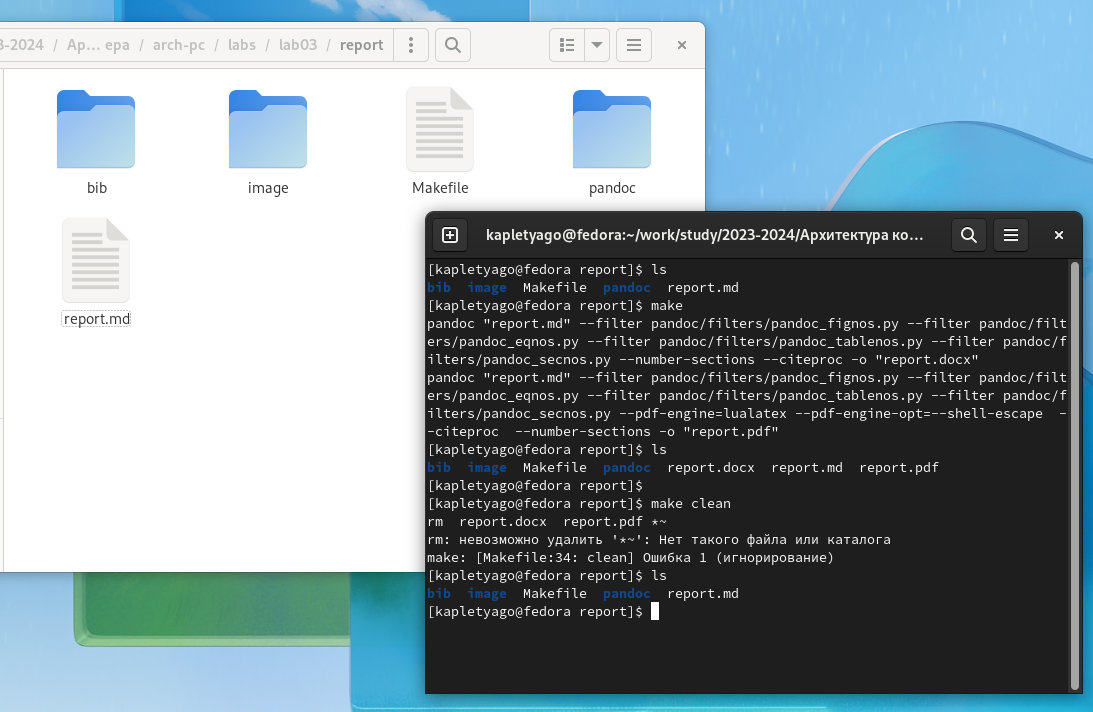 3-2024 / Ар… ера / arch-pc / labs / lab03 / report
bib
image
Makefile
pandoc
report.md
kapletyago@fedora:~/work/study/2023-2024/Архитектура ко…
[kapletyago@fedora report]$ ls
bib  image  Makefile  pandoc  report.md
[kapletyago@fedora report]$ make
pandoc "report.md" --filter pandoc/filters/pandoc_fignos.py --filter pandoc/filt
ers/pandoc_eqnos.py --filter pandoc/filters/pandoc_tablenos.py --filter pandoc/f
ilters/pandoc_secnos.py --number-sections --citeproc -o "report.docx"
pandoc "report.md" --filter pandoc/filters/pandoc_fignos.py --filter pandoc/filt
ers/pandoc_eqnos.py --filter pandoc/filters/pandoc_tablenos.py --filter pandoc/f
ilters/pandoc_secnos.py --pdf-engine=lualatex --pdf-engine-opt=--shell-escape  -
-citeproc  --number-sections -o "report.pdf"
[kapletyago@fedora report]$ ls
bib  image  Makefile  pandoc  report.docx  report.md  report.pdf
[kapletyago@fedora report]$
[kapletyago@fedora report]$ make clean
rm  report.docx  report.pdf *~
rm: невозможно удалить '*~': Нет такого файла или каталога
make: [Makefile:34: clean] Ошибка 1 (игнорирование)
[kapletyago@fedora report]$ ls
bib  image  Makefile  pandoc  report.md
[kapletyago@fedora report]$